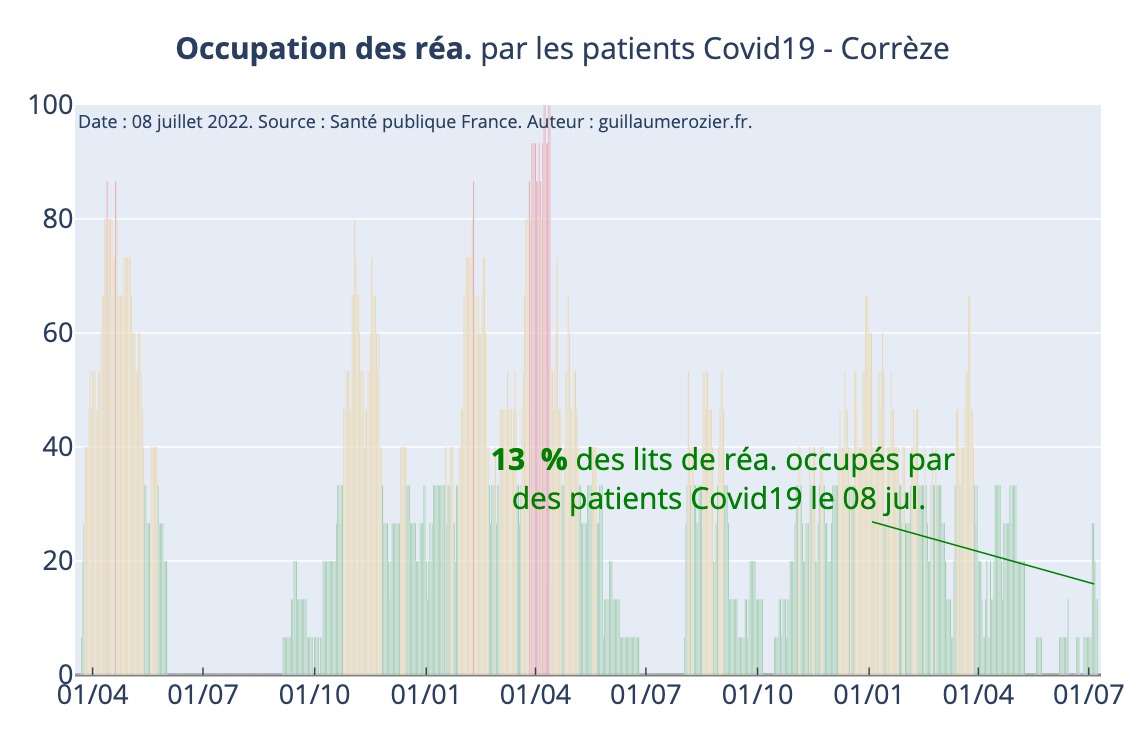 Occupation des réa. par les patients Covid19 - Corrèze
100
Date : 08 juillet 2022. Source : Santé publique France. Auteur : guillaumerozier.fr.
80
60
40
13 % des lits de réa. occupés par
des patients Covid19 le 08 jul.
20
0
01/04 01/07 01/10 01/01 01/04 01/07 01/10 01/01 01/04 01/07